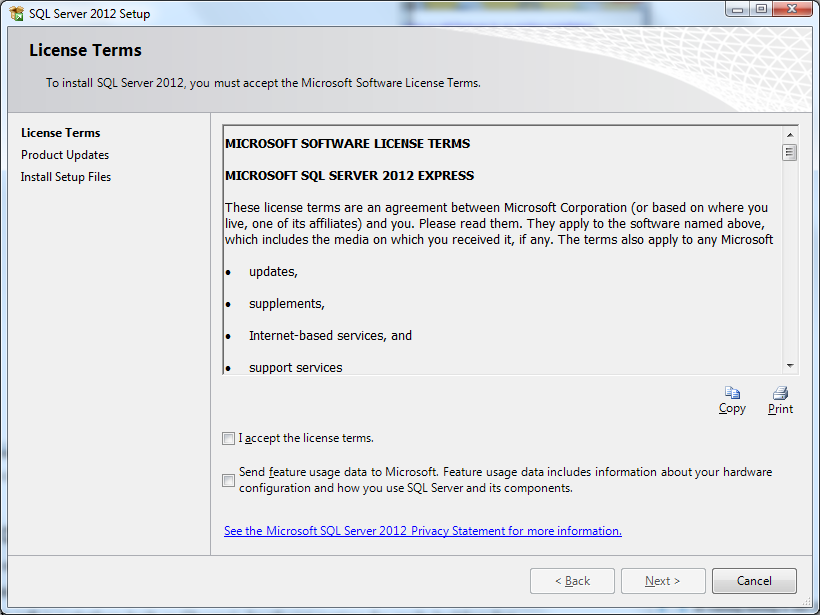 SQL Server 2012 Setup
License Terms
To install SQL Server 2012, you must accept the Microsoft Software License Terms.
License Terms
Product Updates
Install Setup Files
MICROSOFT SOFTWARE LICENSE TERMS
MICROSOFT SQL SERVER 2012 EXPRESS
These license terms are an agreement between Microsoft Corporation (or based on where you
live, one of its affiliates) and you. Please read them. They apply to the software named above,
which includes the media on which you received it, if any. The terms also apply to any Microsoft
• updates,
• supplements,
• Internet-based services, and
• support services
Copy
Print
I accept the license terms.
Send feature usage data to Microsoft. Feature usage data includes information about your hardware
configuration and how you use SQL Server and its components.
See the Microsoft SQL Server 2012 Privacy Statement for more information.
< Back
Next >
Cancel